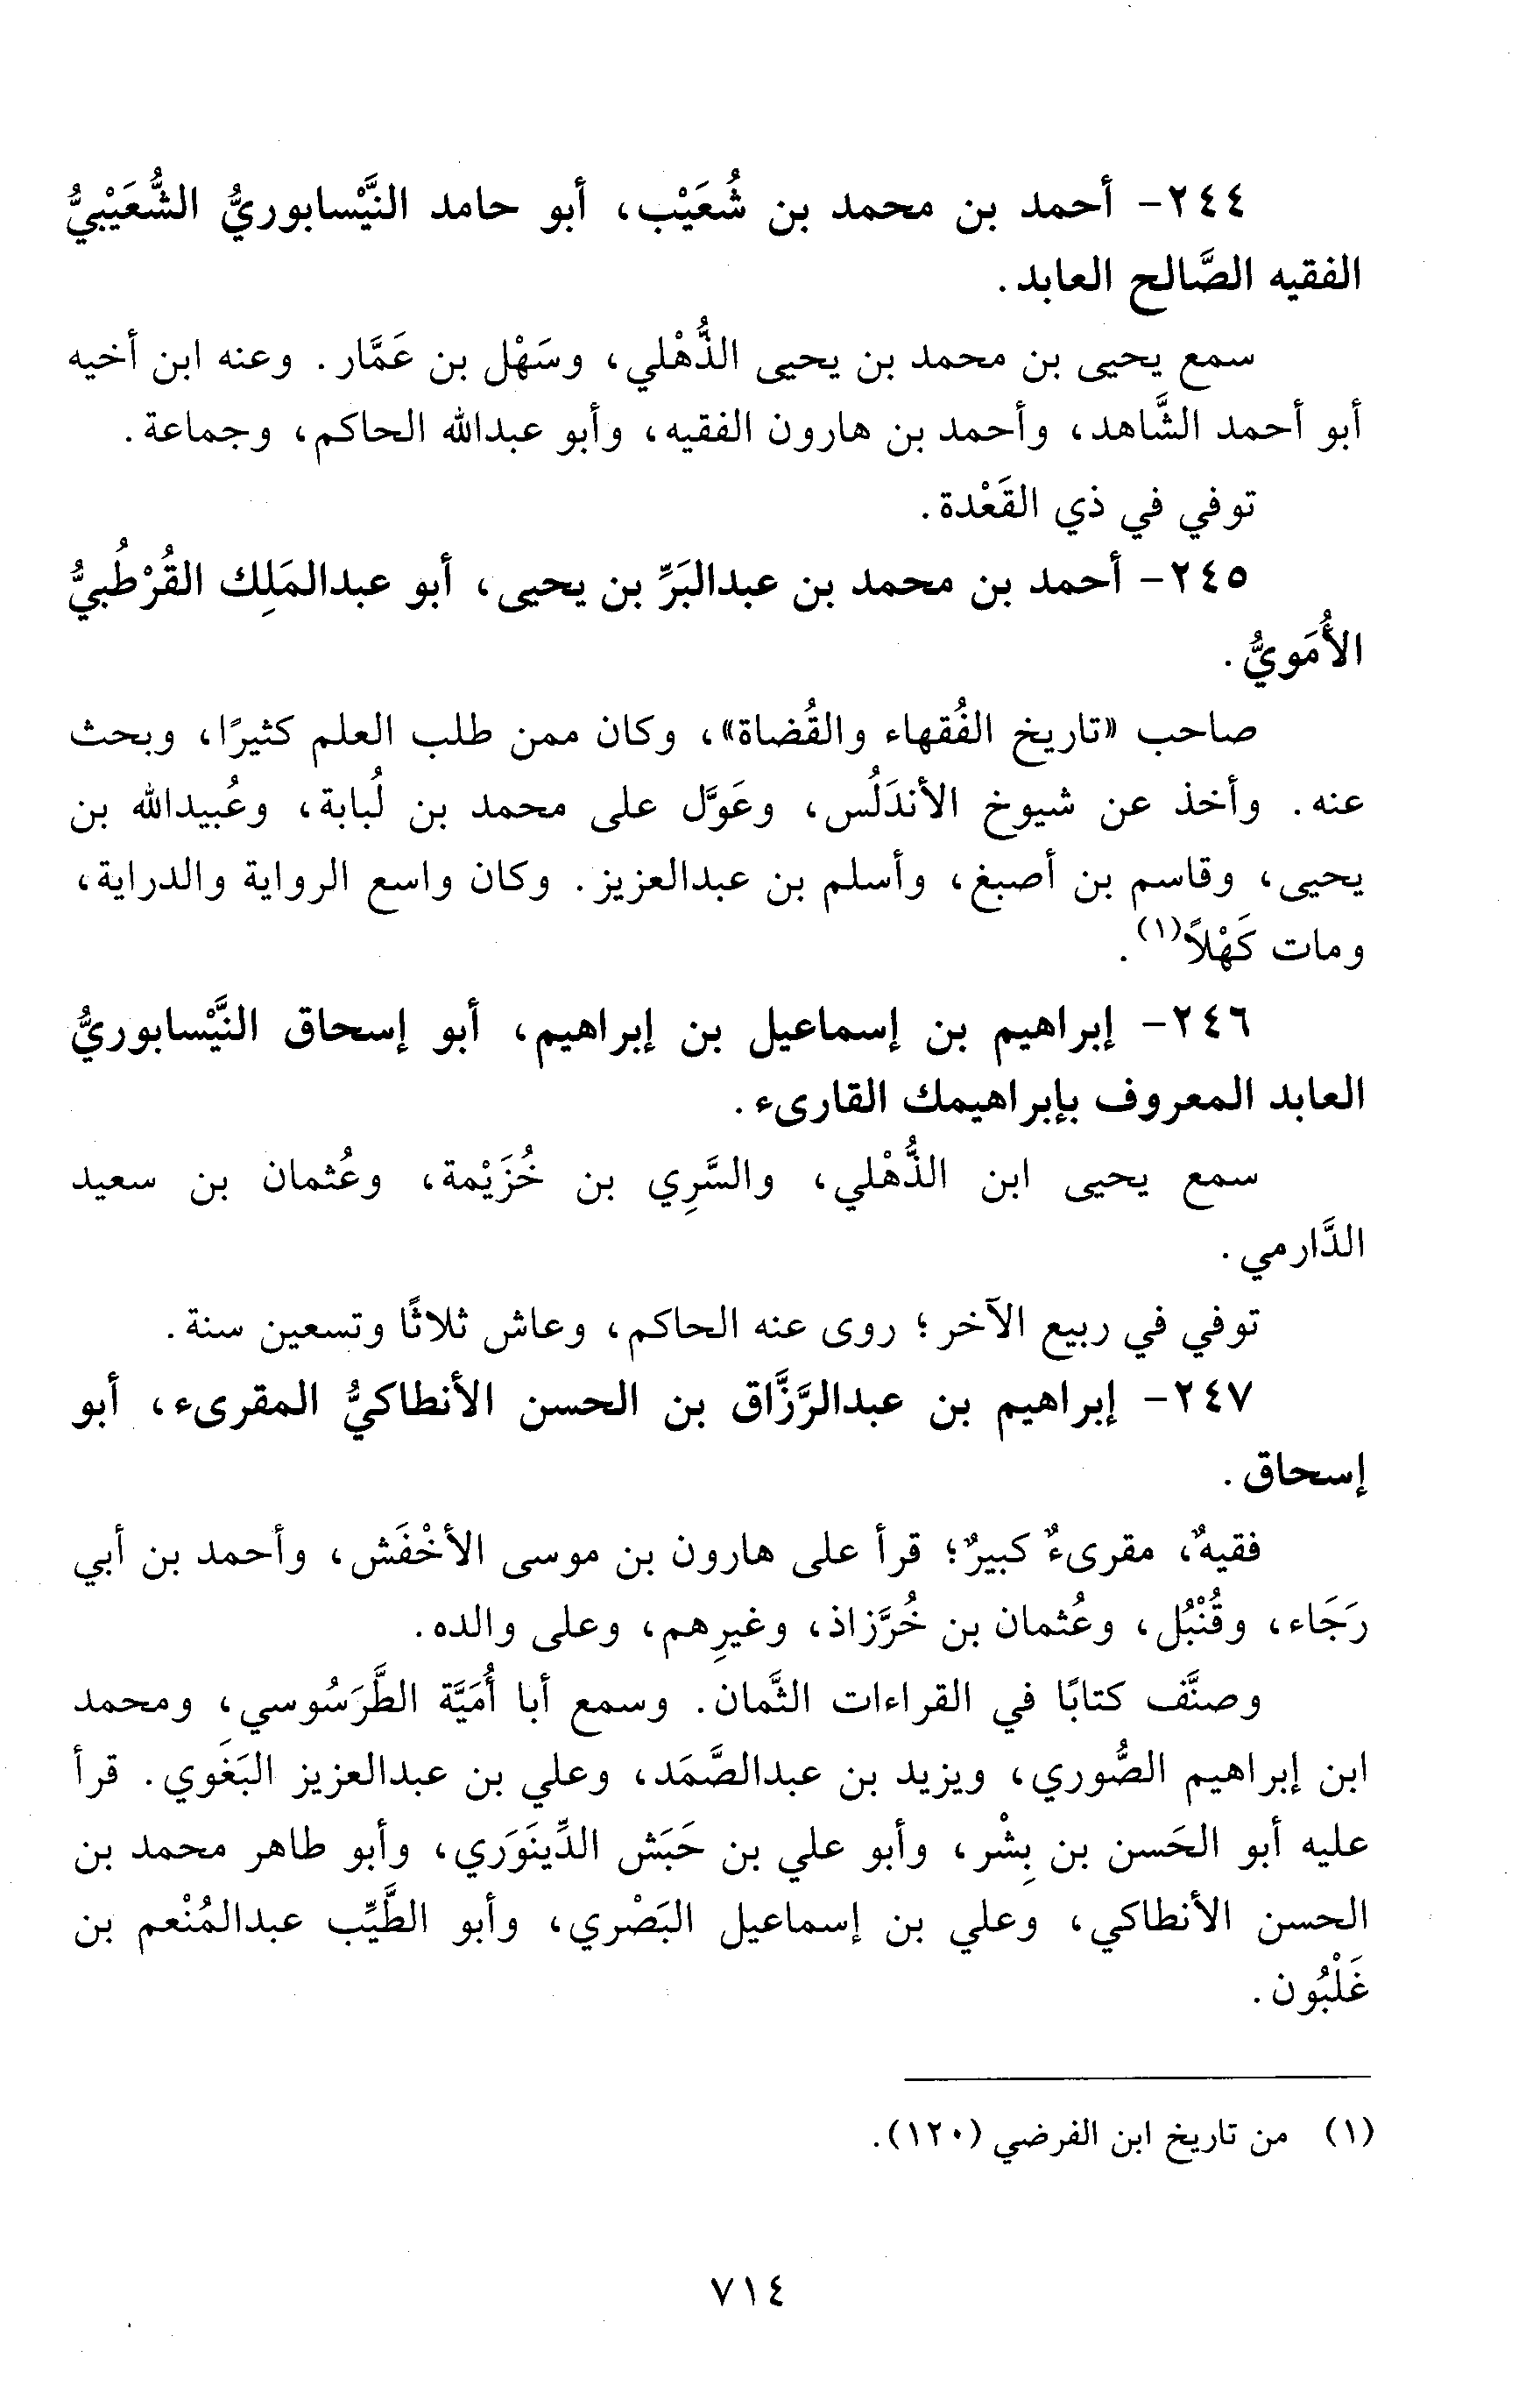 ٢٤٤- أحمد بن محمد بن شُعَيْب، أبو حامد النَّيْسابوريُّ الشُّعَيْبيُّ
الفقيه الصَّالح العابد.
سمع يحيى بن محمد بن يحيى الذُّهْلي، وسَهْل بن عَمَّار. وعنه ابن أخيه
أبو أحمد الشَّاهد، وأحمد بن هارون الفقيه، وأبو عبدالله الحاكم، وجماعة.
توفي في ذي القَعْدة.
٢٤٥- أحمد بن محمد بن عبدالبَرِّ بن يحيى، أبو عبدالمَلِك القُرْطُبيُّ
الأُمَويُّ.
صاحب «تاريخ الفُقهاء والقُضاة»، وكان ممن طلب العلم كثيرًا، وبحث
عنه. وأخذ عن شيوخ الأندَلُس، وعَوَّل على محمد بن لُبابة، وعُبيدالله بن
يحيى، وقاسم بن أصبغ، وأسلم بن عبدالعزيز. وكان واسع الرواية والدراية،
ومات كَهْلاً(١).
٢٤٦- إبراهيم بن إسماعيل بن إبراهيم، أبو إسحاق النَّيْسابوريُّ
العابد المعروف بإبراهيمك القارىء.
سمع يحيى ابن الذُّهْلي، والسَّرِي بن خُزَيْمة، وعُثمان بن سعيد
الدَّارمي.
توفي في ربيع الآخر؛ روى عنه الحاكم، وعاش ثلاثًا وتسعين سنة.
٢٤٧- إبراهيم بن عبدالرَّزَّاق بن الحسن الأنطاكيُّ المقرىء، أبو
إسحاق.
فقيهٌ، مقرىءٌ كبيرٌ؛ قرأ على هارون بن موسى الأخْفَش، وأحمد بن أبي
رَجَاء، وقُنْبُل، وعُثمان بن خُرَّزاذ، وغيرِهم، وعلى والده.
وصنَّف كتابًا في القراءات الثَّمان. وسمع أبا أُمَيَّة الطَّرَسُوسي، ومحمد
ابن إبراهيم الصُّوري، ويزيد بن عبدالصَّمَد، وعلي بن عبدالعزيز البَغَوي. قرأ
عليه أبو الحَسن بن بِشْر، وأبو علي بن حَبَش الدِّينَوَري، وأبو طاهر محمد بن
الحسن الأنطاكي، وعلي بن إسماعيل البَصْري، وأبو الطَّيِّب عبدالمُنْعم بن
غَلْبُون.
(١) من تاريخ ابن الفرضي (١٢٠).
٧١٤